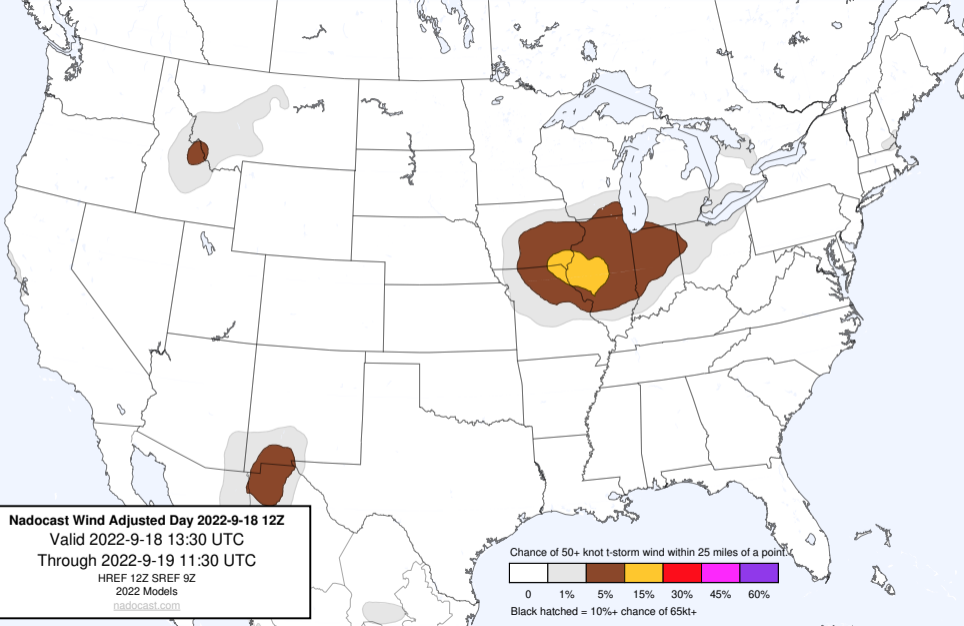 Nadocast Wind Adjusted Day 2022-9-18 12Z
Valid 2022-9-18 13:30 UTC
Through 2022-9-19 11:30 UTC
HREF 12Z SREF 9Z
2022 Models
nadocast.com
Chance of 50+ knot t-storm wind within 25 miles of a point.
0 1% 5% 15% 30% 45% 60%
Black hatched = 10%+ chance of 65kt+